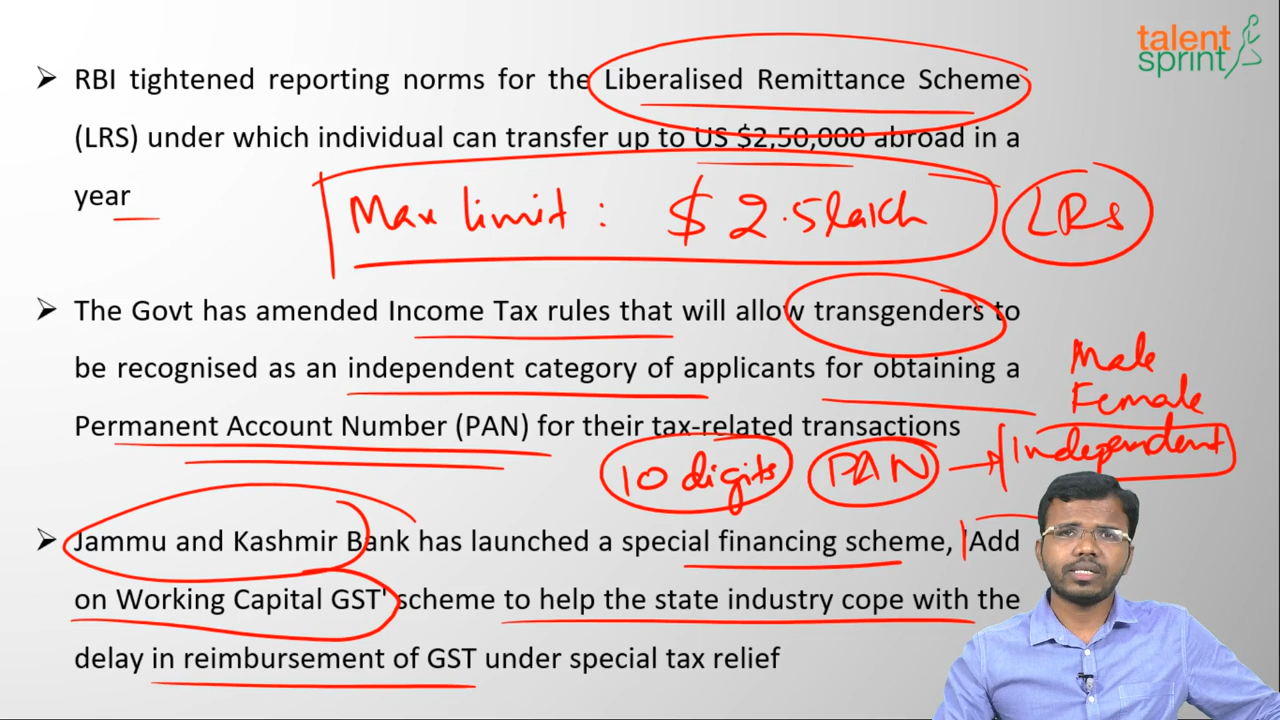 talent
sprint
➤ RBI tightened reporting norms for the Liberalised Remittance Scheme
(LRS) under which individual can transfer up to US $2,50,000 abroad in a
year
Max limit : $ 2.5 lakh LRS
➤ The Govt has amended Income Tax rules that will allow transgenders to
be recognised as an independent category of applicants for obtaining a
Male
Female
Permanent Account Number (PAN) for their tax-related transactions
10 digits PAN → Independent
➤ Jammu and Kashmir Bank has launched a special financing scheme, 'Add
on Working Capital GST' scheme to help the state industry cope with the
delay in reimbursement of GST under special tax relief